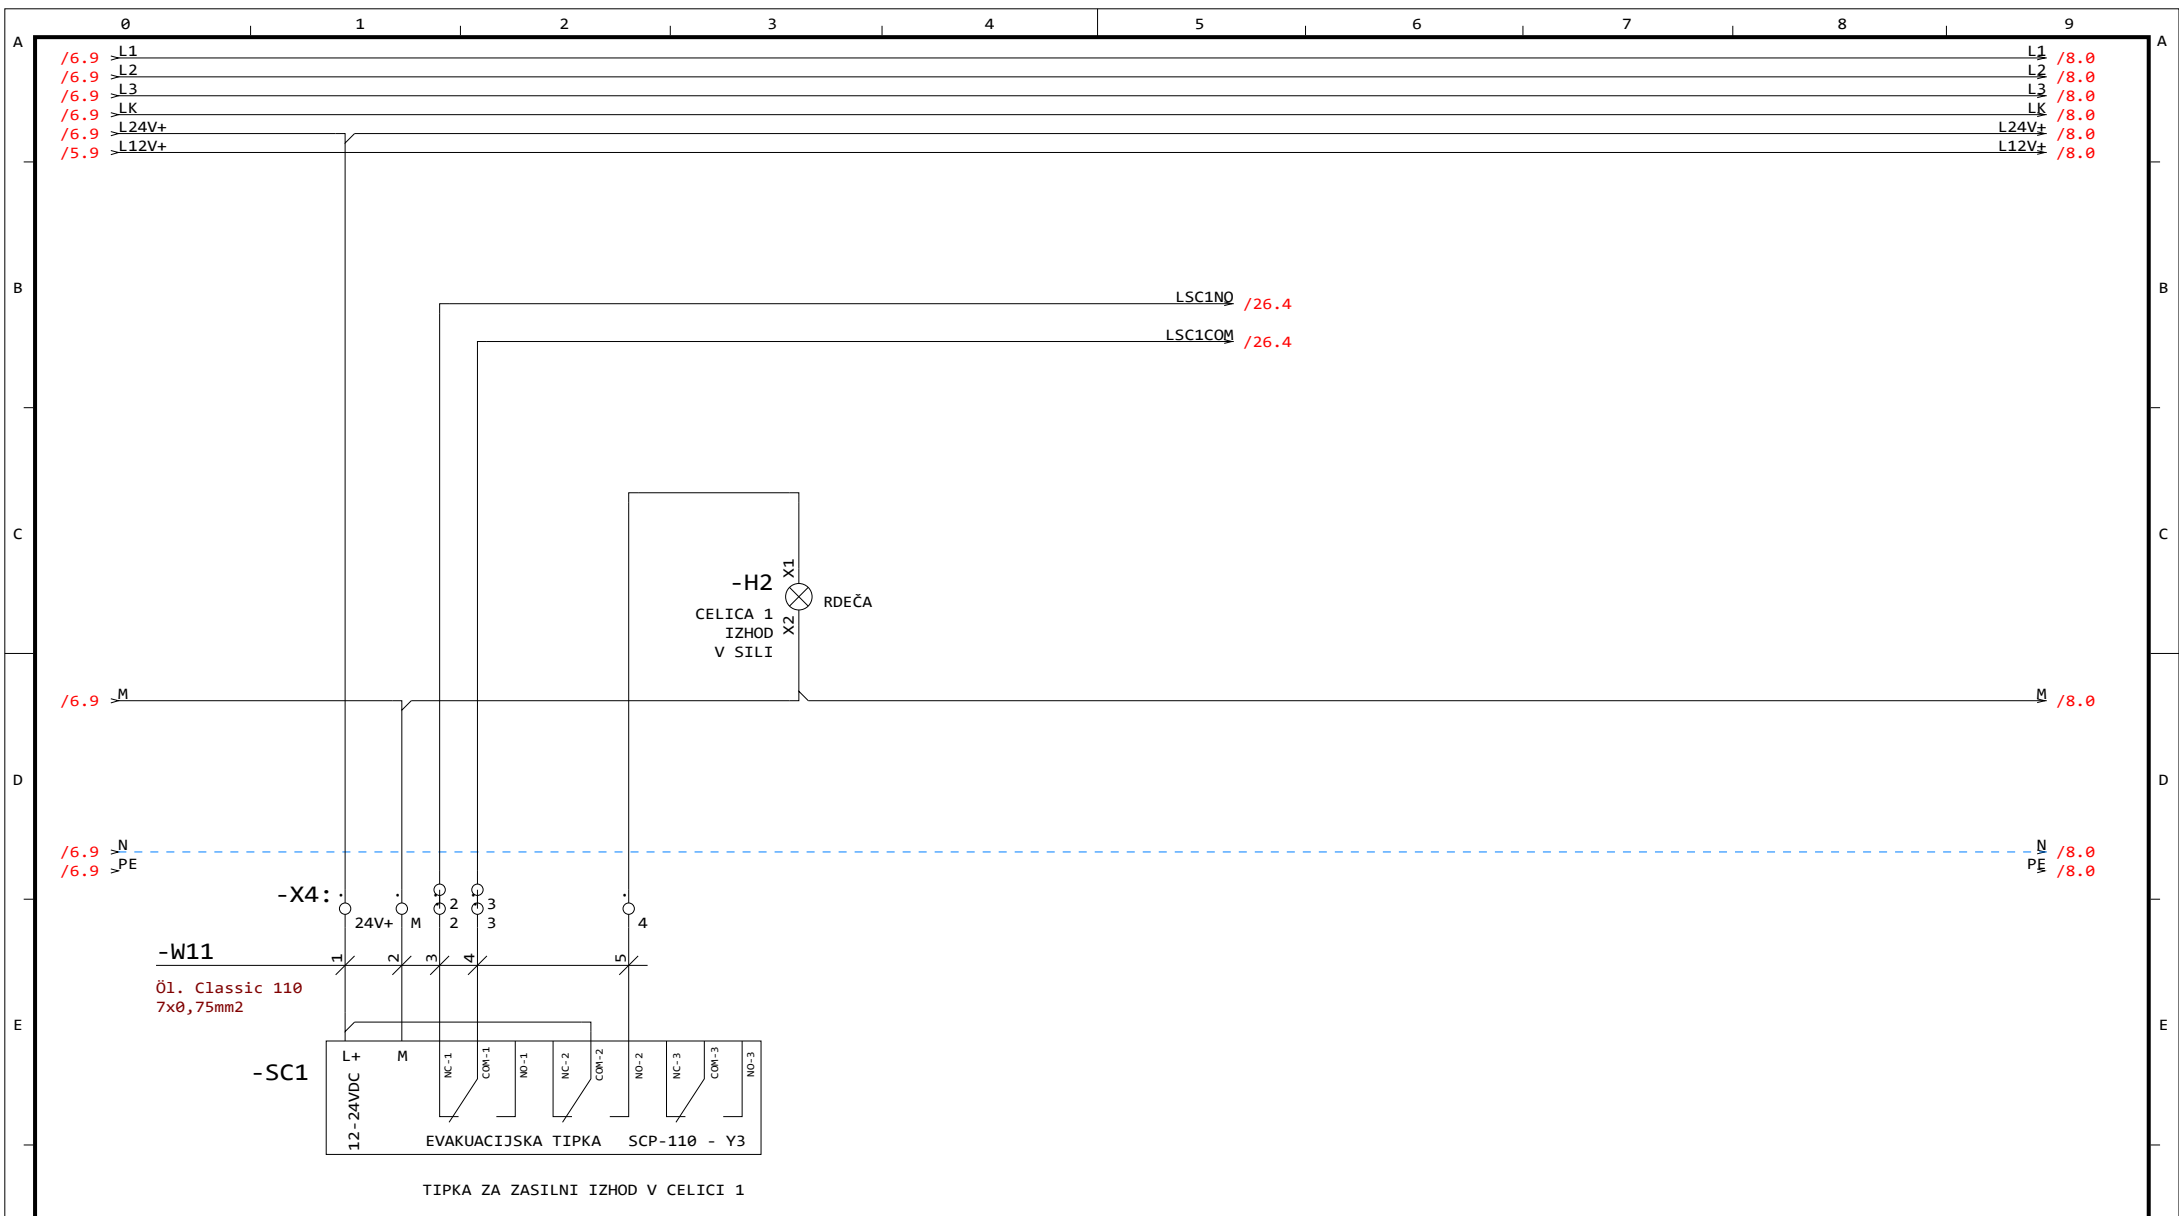 0 1 2 3 4 5 6 7 8 9
A A
/6.9 L1 L1 /8.0
/6.9 L2 L2 /8.0
/6.9 L3 L3 /8.0
/6.9 LK LK /8.0
/6.9 L24V+ L24V+ /8.0
/5.9 L12V+ L12V+ /8.0
B B
LSC1NO /26.4
LSC1COM /26.4
C C
X1
-H2
RDEČA
CELICA 1
IZHOD
V SILI
X2
/6.9 M M /8.0
D D
/6.9 N N /8.0
/6.9 PE PE /8.0
-X4:
2 3
24V+ M 2 3 4
-W11
1 2 3 4 5
Öl. Classic 110
7x0,75mm2
E E
-SC1
L+ M NC-1 COM-1 NO-1 NC-2 COM-2 NO-2 NC-3 COM-3 NO-3
12-24VDC
EVAKUACIJSKA TIPKA SCP-110 - Y3
TIPKA ZA ZASILNI IZHOD V CELICI 1